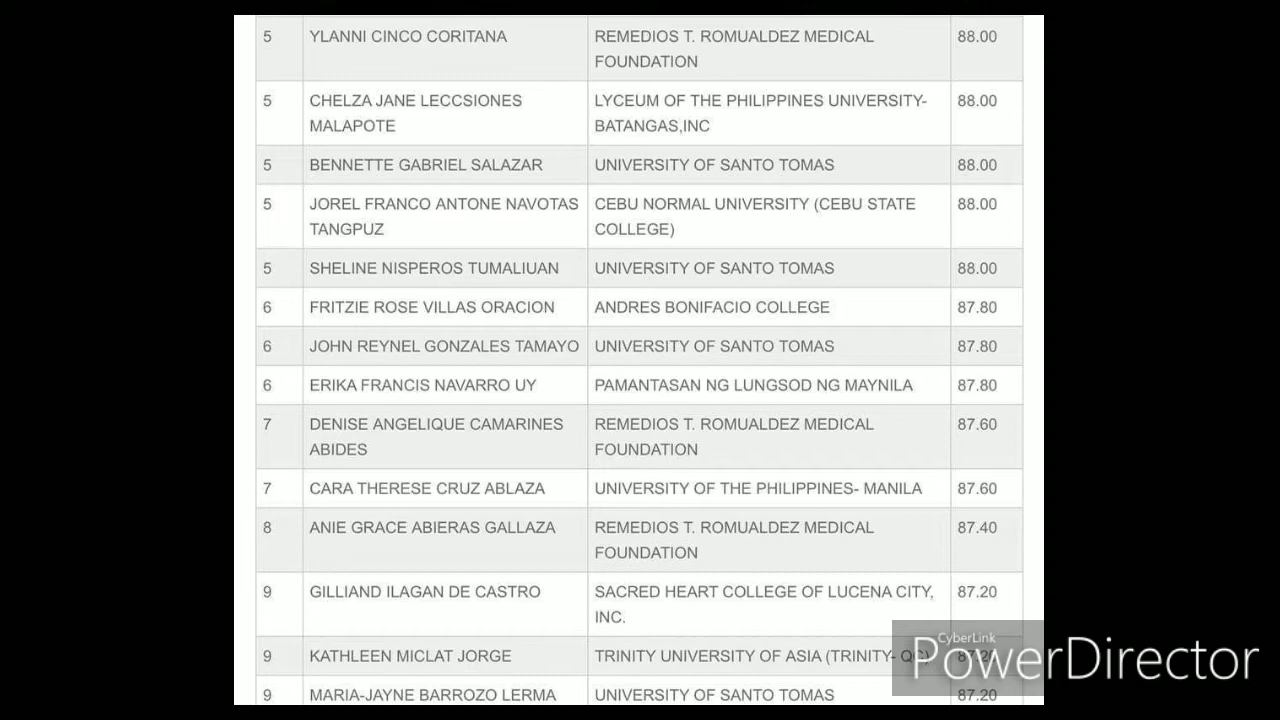 5 YLANNI CINCO CORITANA REMEDIOS T. ROMUALDEZ MEDICAL 88.00
FOUNDATION
5 CHELZA JANE LECCSIONES LYCEUM OF THE PHILIPPINES UNIVERSITY- 88.00
MALAPOTE BATANGAS,INC
5 BENNETTE GABRIEL SALAZAR UNIVERSITY OF SANTO TOMAS 88.00
5 JOREL FRANCO ANTONE NAVOTAS CEBU NORMAL UNIVERSITY (CEBU STATE 88.00
TANGPUZ COLLEGE)
5 SHELINE NISPEROS TUMALIUAN UNIVERSITY OF SANTO TOMAS 88.00
6 FRITZIE ROSE VILLAS ORACION ANDRES BONIFACIO COLLEGE 87.80
6 JOHN REYNEL GONZALES TAMAYO UNIVERSITY OF SANTO TOMAS 87.80
6 ERIKA FRANCIS NAVARRO UY PAMANTASAN NG LUNGSOD NG MAYNILA 87.80
7 DENISE ANGELIQUE CAMARINES REMEDIOS T. ROMUALDEZ MEDICAL 87.60
ABIDES FOUNDATION
7 CARA THERESE CRUZ ABLAZA UNIVERSITY OF THE PHILIPPINES- MANILA 87.60
8 ANIE GRACE ABIERAS GALLAZA REMEDIOS T. ROMUALDEZ MEDICAL 87.40
FOUNDATION
9 GILLIAND ILAGAN DE CASTRO SACRED HEART COLLEGE OF LUCENA CITY, 87.20
INC.
9 KATHLEEN MICLAT JORGE TRINITY UNIVERSITY OF ASIA (TRINITY- QC) 87.20
9 MARIA-JAYNE BARROZO LERMA UNIVERSITY OF SANTO TOMAS 87.20
CyberLink
PowerDirector